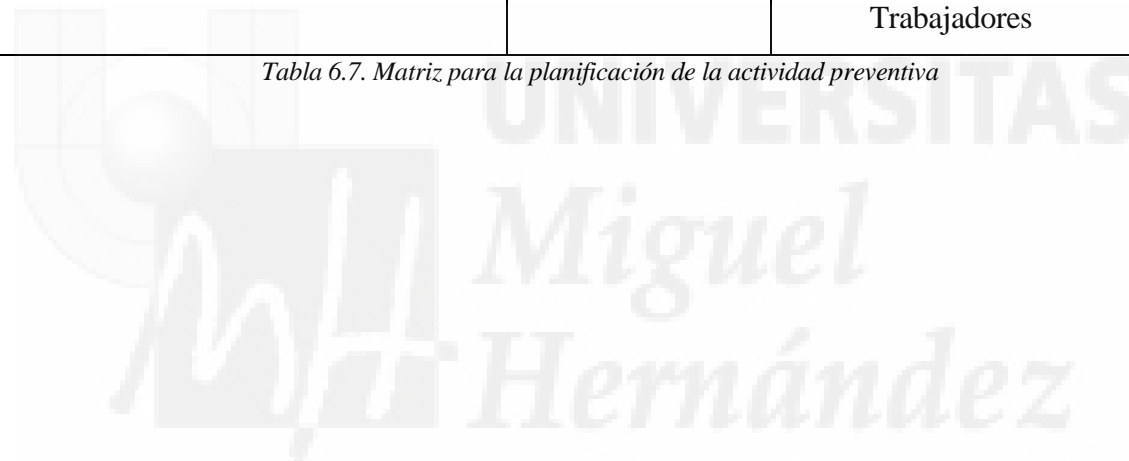 Trabajadores
Tabla 6.7. Matriz para la planificación de la actividad preventiva
UNIVERSITAS
Miguel
Hernández